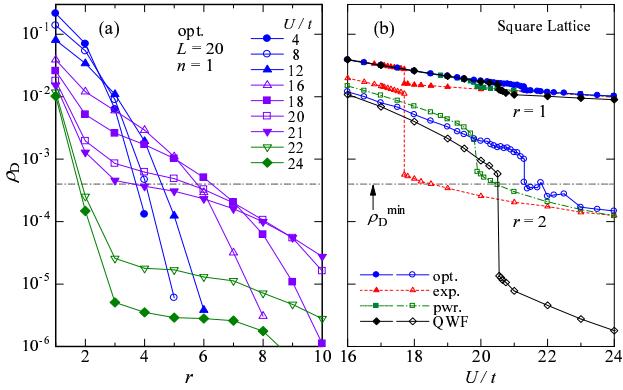 (a)
opt.
L = 20
n = 1
U / t
4
8
12
16
18
20
21
22
24
10^-1
10^-2
10^-3
10^-4
10^-5
10^-6
ρ_D
2 4 6 8 10
r
(b)
Square Lattice
r = 1
r = 2
ρ_D^min
opt.
exp.
pwr.
QWF
16 18 20 22 24
U / t